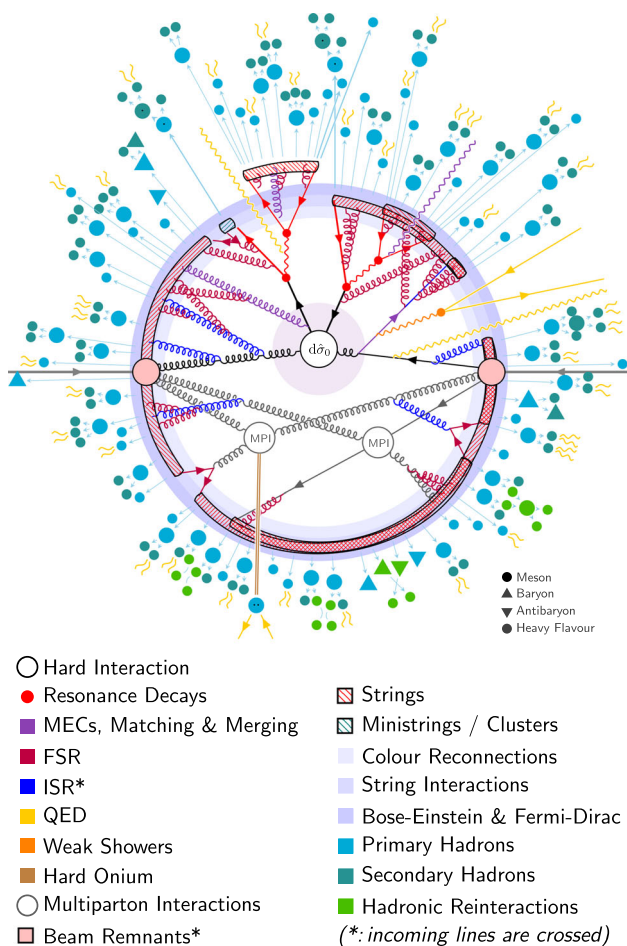 dσ̂₀
MPI
MPI
Meson
Baryon
Antibaryon
Heavy Flavour
Hard Interaction
Resonance Decays
MECs, Matching & Merging
FSR
ISR*
QED
Weak Showers
Hard Onium
Multiparton Interactions
Beam Remnants*
Strings
Ministrings / Clusters
Colour Reconnections
String Interactions
Bose-Einstein & Fermi-Dirac
Primary Hadrons
Secondary Hadrons
Hadronic Reinteractions
(*: incoming lines are crossed)